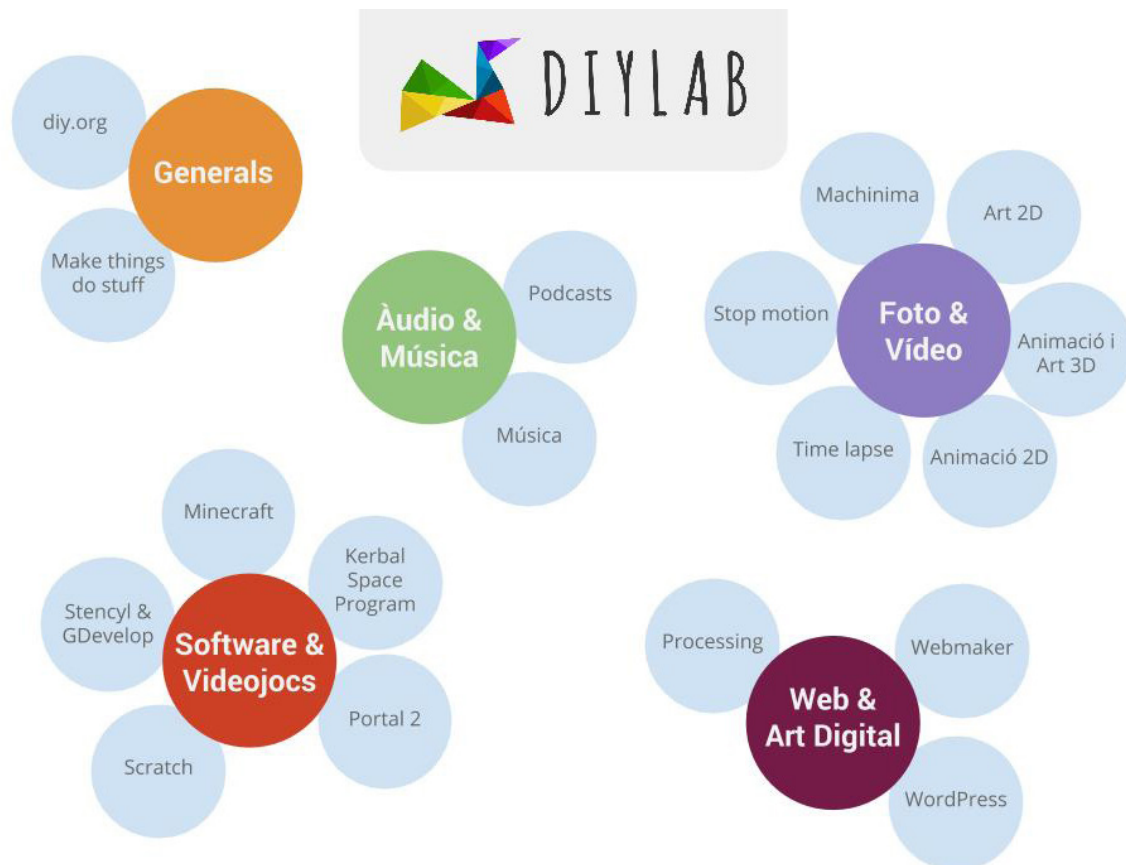 DIYLAB
diy.org
Generals
Make things
do stuff
Àudio &
Música
Podcasts
Música
Machinima
Art 2D
Stop motion
Foto &
Vídeo
Animació i
Art 3D
Time lapse
Animació 2D
Minecraft
Kerbal
Space
Program
Stencyl &
GDevelop
Software &
Videojocs
Portal 2
Scratch
Processing
Webmaker
Web &
Art Digital
WordPress